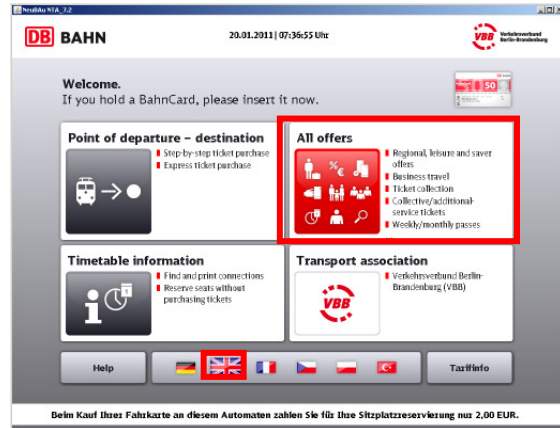 NeuBau NTA_7.2
DB BAHN
20.01.2011 | 07:36:55 Uhr
VBB Verkehrsverbund
Berlin-Brandenburg
Welcome.
If you hold a BahnCard, please insert it now.
50
Point of departure – destination
Step-by-step ticket purchase
Express ticket purchase
All offers
% €
Regional, leisure and saver
offers
Business travel
Ticket collection
Collective/additional-
service tickets
Weekly/monthly passes
Timetable information
Find and print connections
Reserve seats without
purchasing tickets
Transport association
VBB
Verkehrsverbund Berlin-
Brandenburg (VBB)
Help
Tarifinfo
Beim Kauf Ihrer Fahrkarte an diesem Automaten zahlen Sie für Ihre Sitzplatzreservierung nur 2,00 EUR.